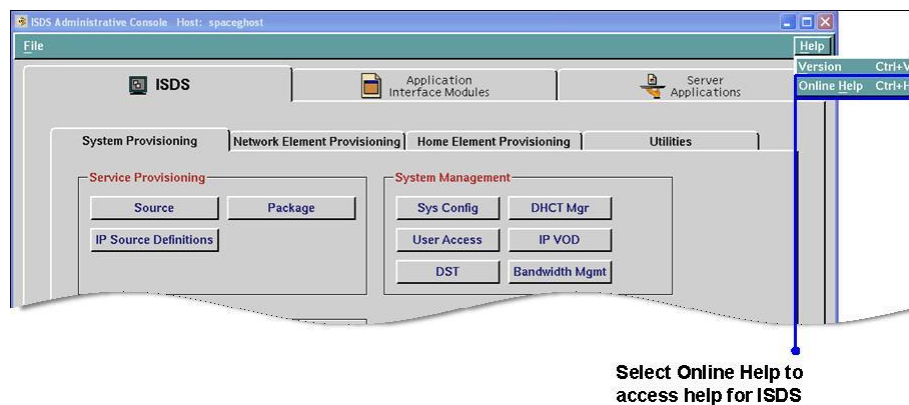 ISDS Administrative Console Host: spaceghost
File
Help
Version Ctrl+V
Online Help Ctrl+H
ISDS
Application
Interface Modules
Server
Applications
System Provisioning
Network Element Provisioning
Home Element Provisioning
Utilities
Service Provisioning
Source
Package
IP Source Definitions
System Management
Sys Config
DHCT Mgr
User Access
IP VOD
DST
Bandwidth Mgmt
Select Online Help to
access help for ISDS